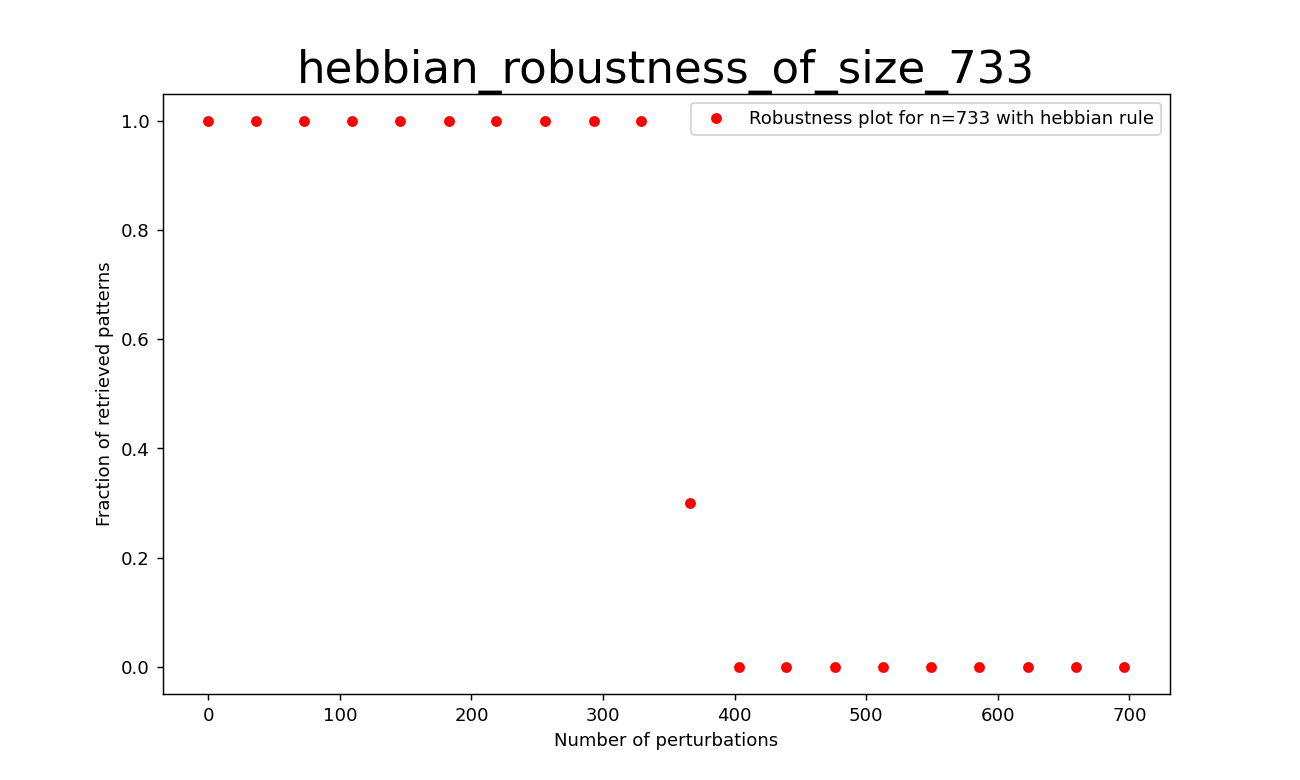 hebbian_robustness_of_size_733
Robustness plot for n=733 with hebbian rule
1.0
0.8
0.6
0.4
0.2
0.0
Fraction of retrieved patterns
0 100 200 300 400 500 600 700
Number of perturbations